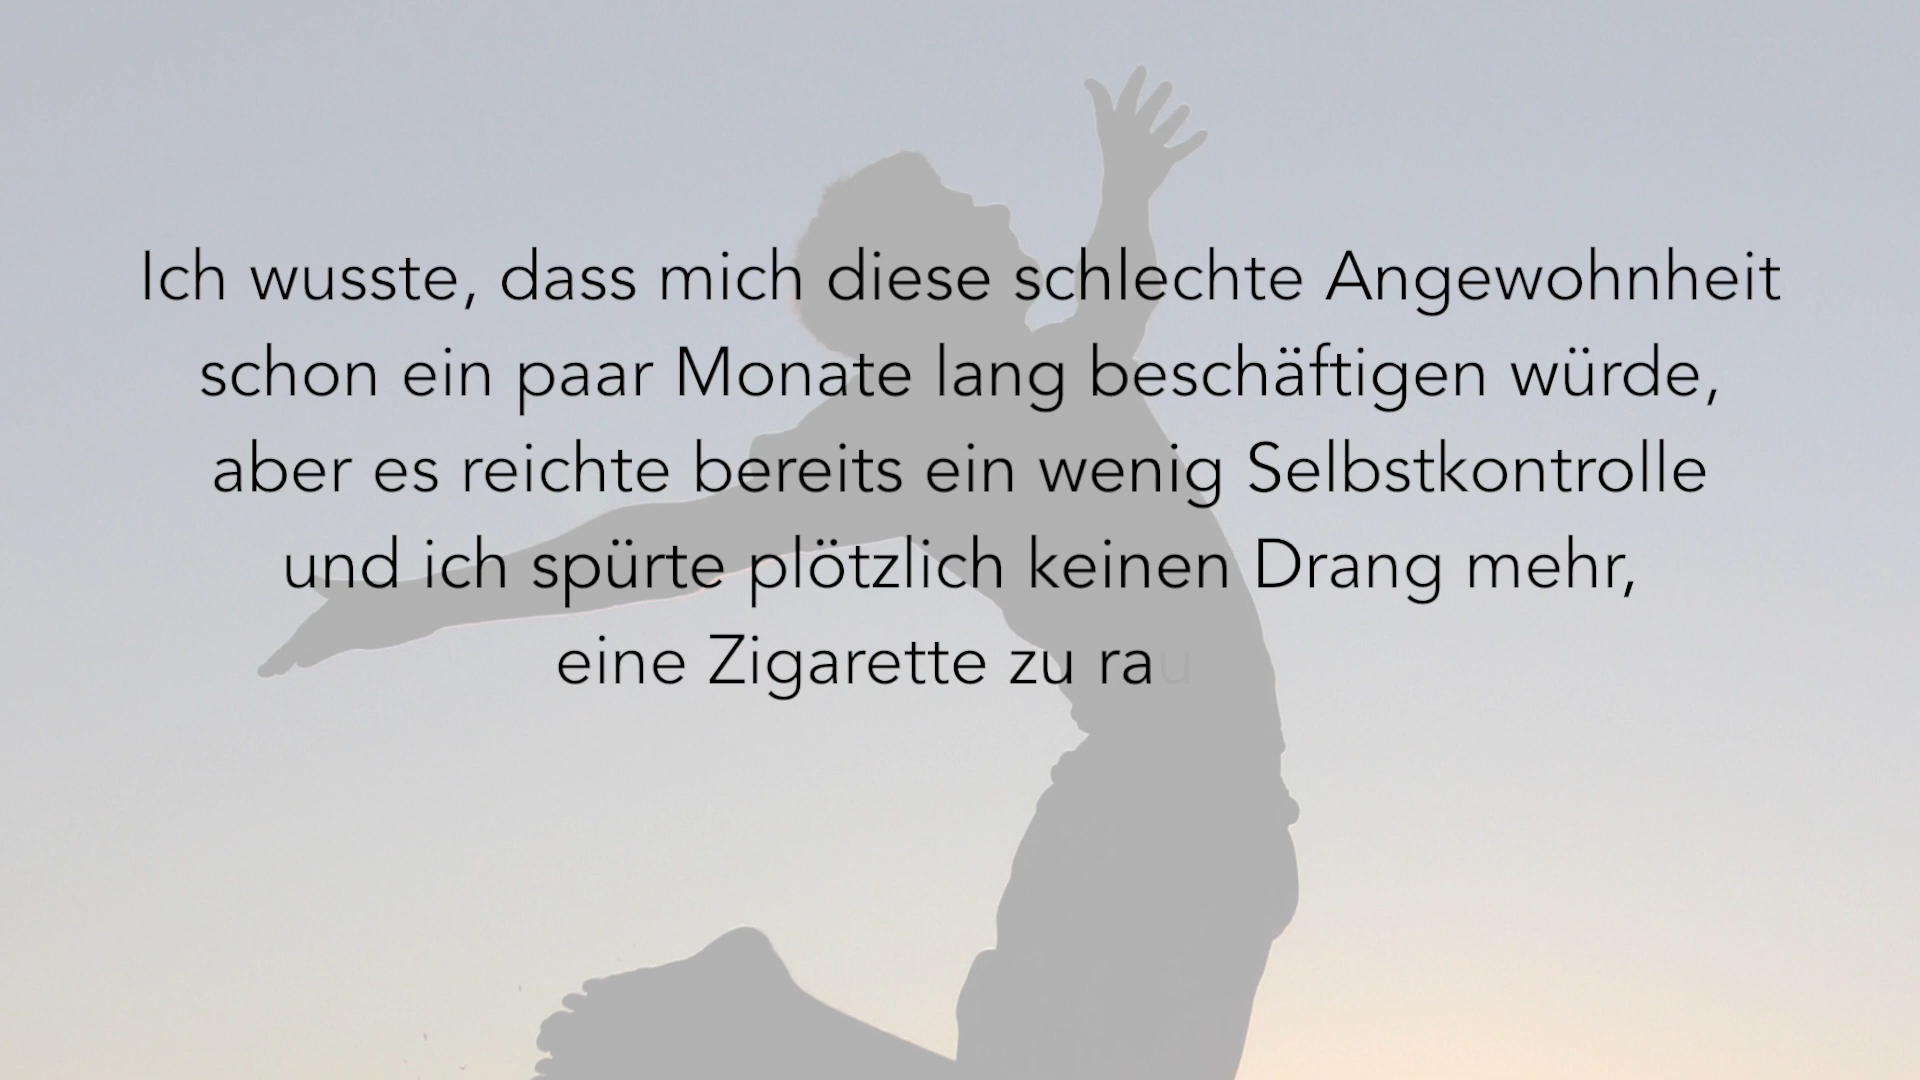 Ich wusste, dass mich diese schlechte Angewohnheit
schon ein paar Monate lang beschäftigen würde,
aber es reichte bereits ein wenig Selbstkontrolle
und ich spürte plötzlich keinen Drang mehr,
eine Zigarette zu rau